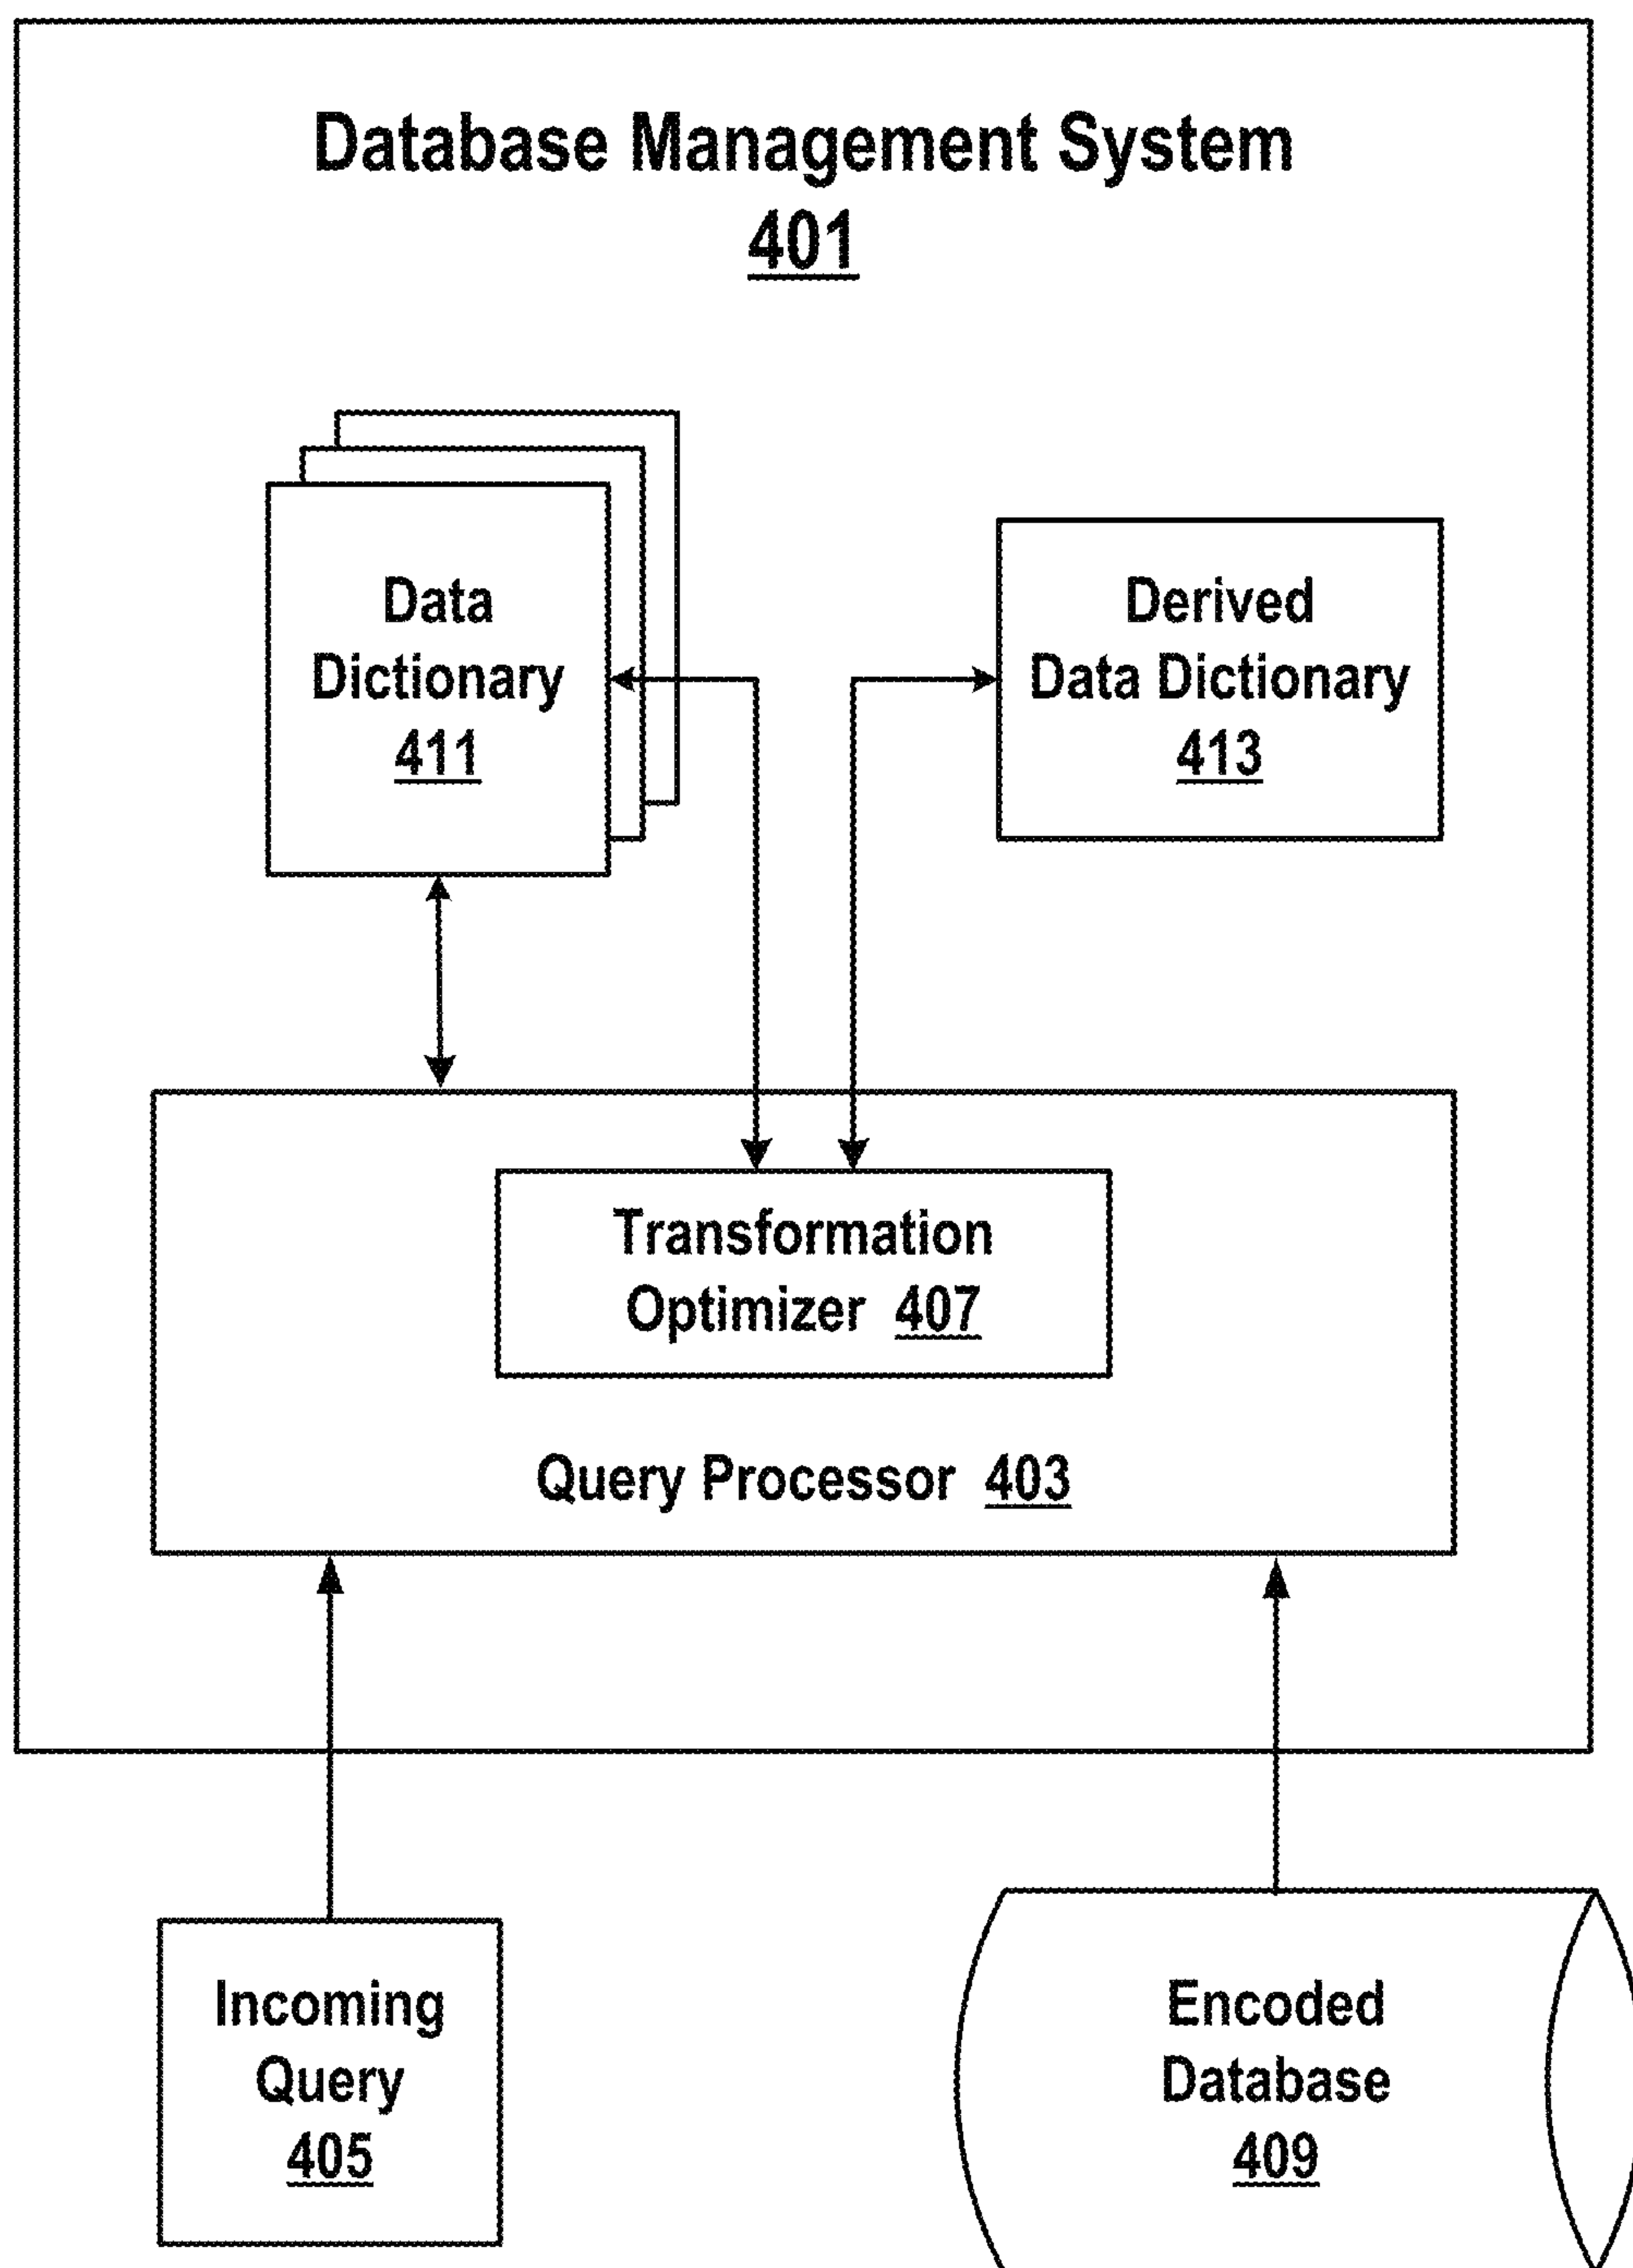 Database Management System
401
Data
Dictionary
411
Derived
Data Dictionary
413
Transformation
Optimizer 407
Query Processor 403
Incoming
Query
405
Encoded
Database
409